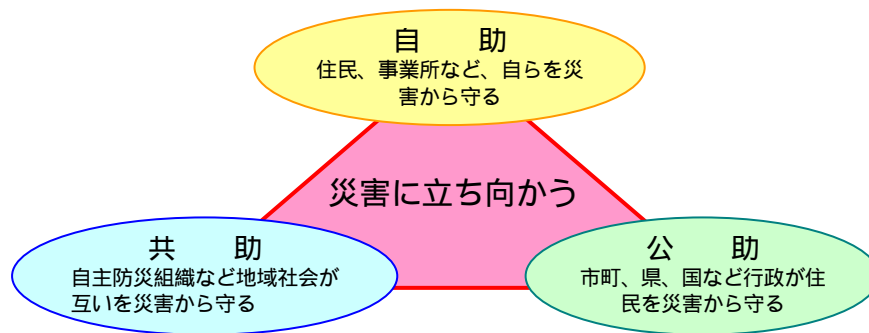 自　助
住民、事業所など、自らを災
害から守る
災害に立ち向かう
共　助
自主防災組織など地域社会が
互いを災害から守る
公　助
市町、県、国など行政が住
民を災害から守る